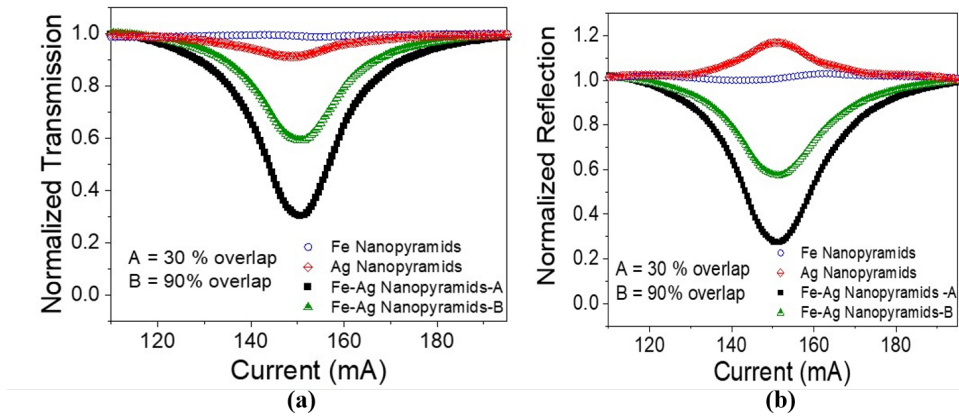 (a)
Normalized Transmission
1.0
0.8
0.6
0.4
0.2
0.0
A = 30 % overlap
B = 90% overlap
Fe Nanopyramids
Ag Nanopyramids
Fe-Ag Nanopyramids-A
Fe-Ag Nanopyramids-B
120 140 160 180
Current (mA)
(a)
(b)
Normalized Reflection
1.2
1.0
0.8
0.6
0.4
0.2
0.0
A = 30 % overlap
B = 90% overlap
Fe Nanopyramids
Ag Nanopyramids
Fe-Ag Nanopyramids -A
Fe-Ag Nanopyramids-B
120 140 160 180
Current (mA)
(b)